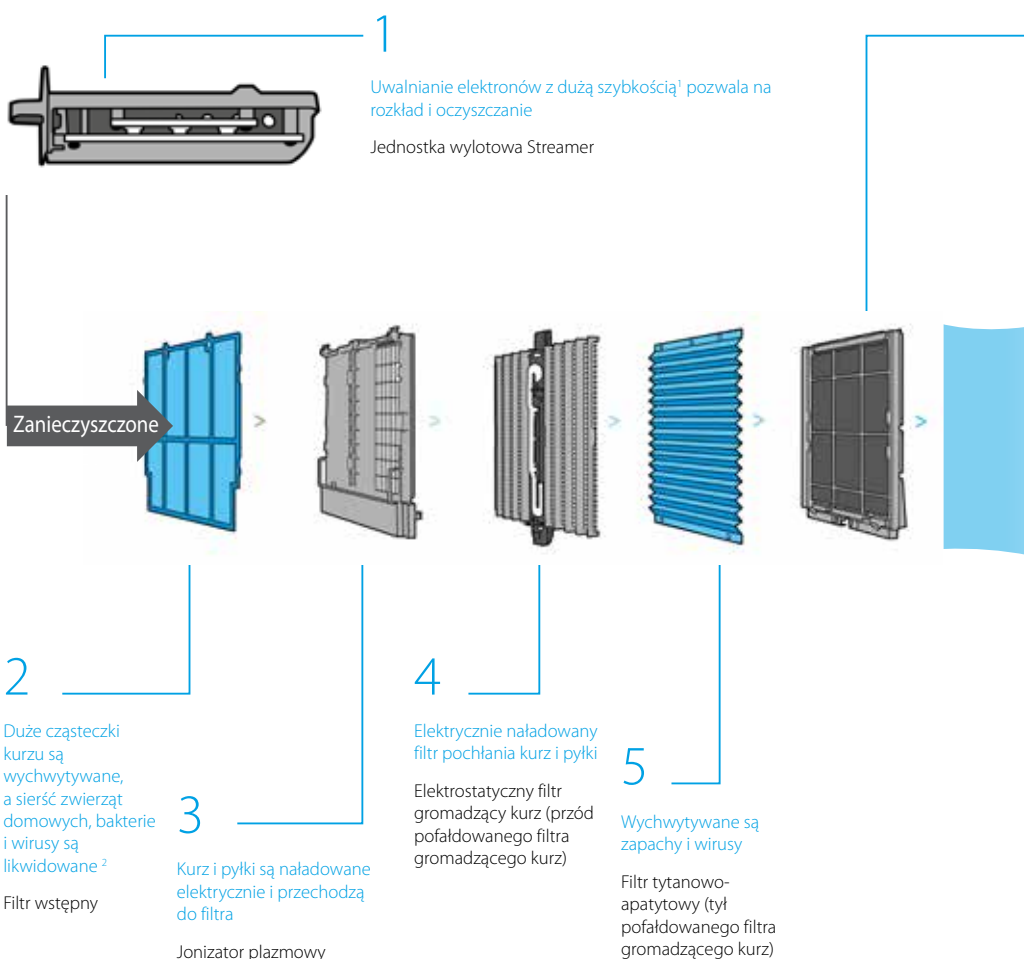 1
Uwalnianie elektronów z dużą szybkością¹ pozwala na
rozkład i oczyszczanie
Jednostka wylotowa Streamer
Zanieczyszczone
>
>
>
>
>
2
Duże cząsteczki
kurzu są
wychwytywane,
a sierść zwierząt
domowych, bakterie
i wirusy są
likwidowane ²
Filtr wstępny
3
Kurz i pyłki są naładowane
elektrycznie i przechodzą
do filtra
Jonizator plazmowy
4
Elektrycznie naładowany
filtr pochłania kurz i pyłki
Elektrostatyczny filtr
gromadzący kurz (przód
pofałdowanego filtra
gromadzącego kurz)
5
Wychwytywane są
zapachy i wirusy
Filtr tytanowo-
apatytowy (tył
pofałdowanego filtra
gromadzącego kurz)